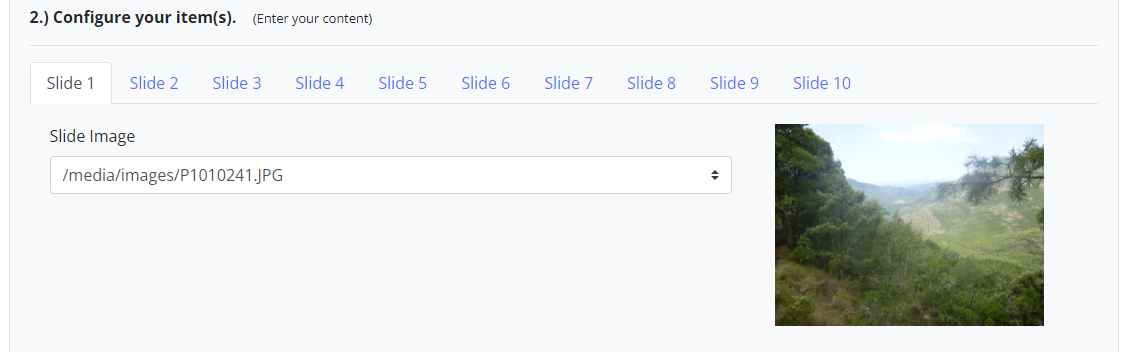 2.) Configure your item(s). (Enter your content)
Slide 1 Slide 2 Slide 3 Slide 4 Slide 5 Slide 6 Slide 7 Slide 8 Slide 9 Slide 10
Slide Image
/media/images/P1010241.JPG